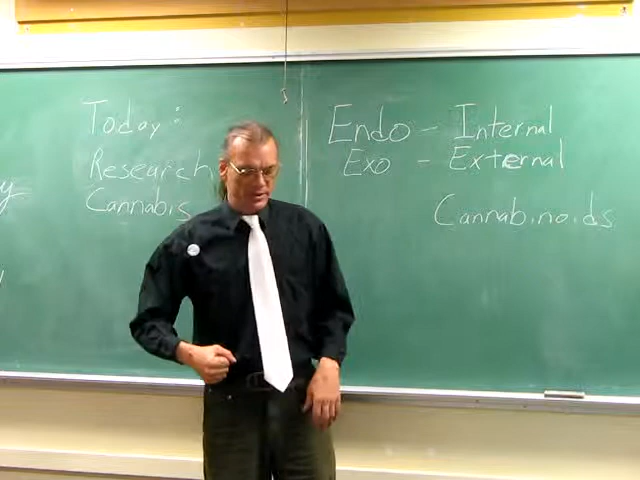 Today:
Research
Cannabis
Endo - Internal
Exo - External
Cannabinoids